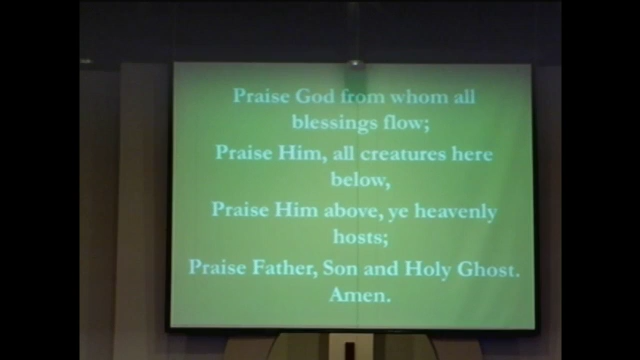 Praise God from whom all
blessings flow;
Praise Him, all creatures here
below,
Praise Him above, ye heavenly
hosts;
Praise Father, Son and Holy Ghost.
Amen.